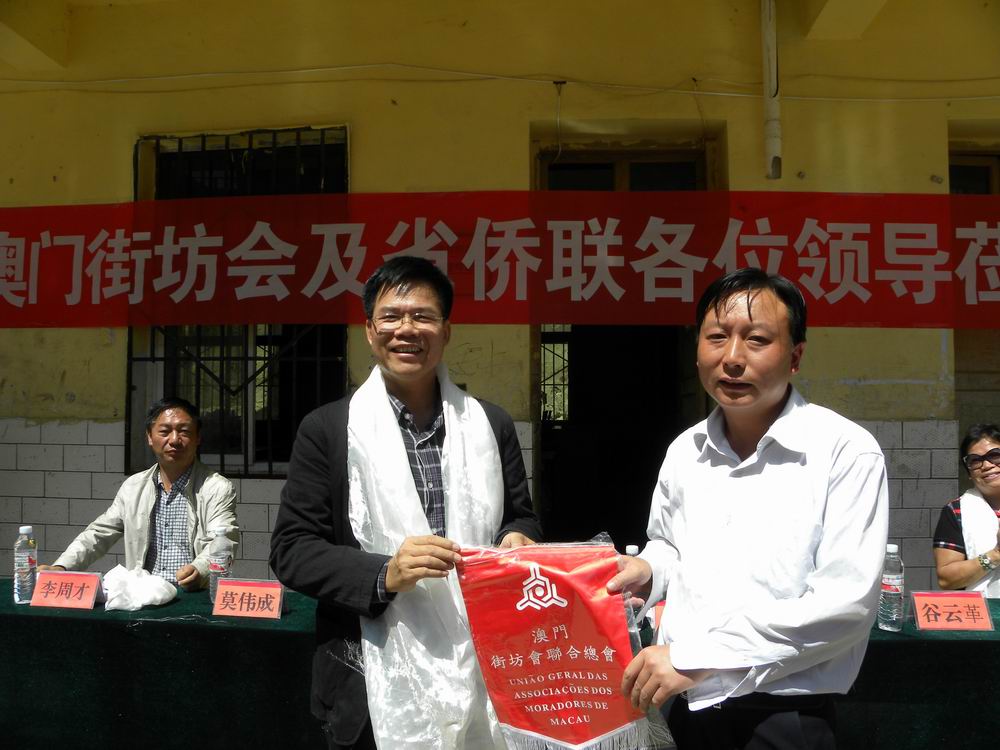 澳门街坊会及省侨联各位领导莅
李周才
莫伟成
谷云革
澳門
街坊會聯合總會
UNIÃO GERAL DAS
ASSOCIAÇÕES DOS
MORADORES DE
MACAU